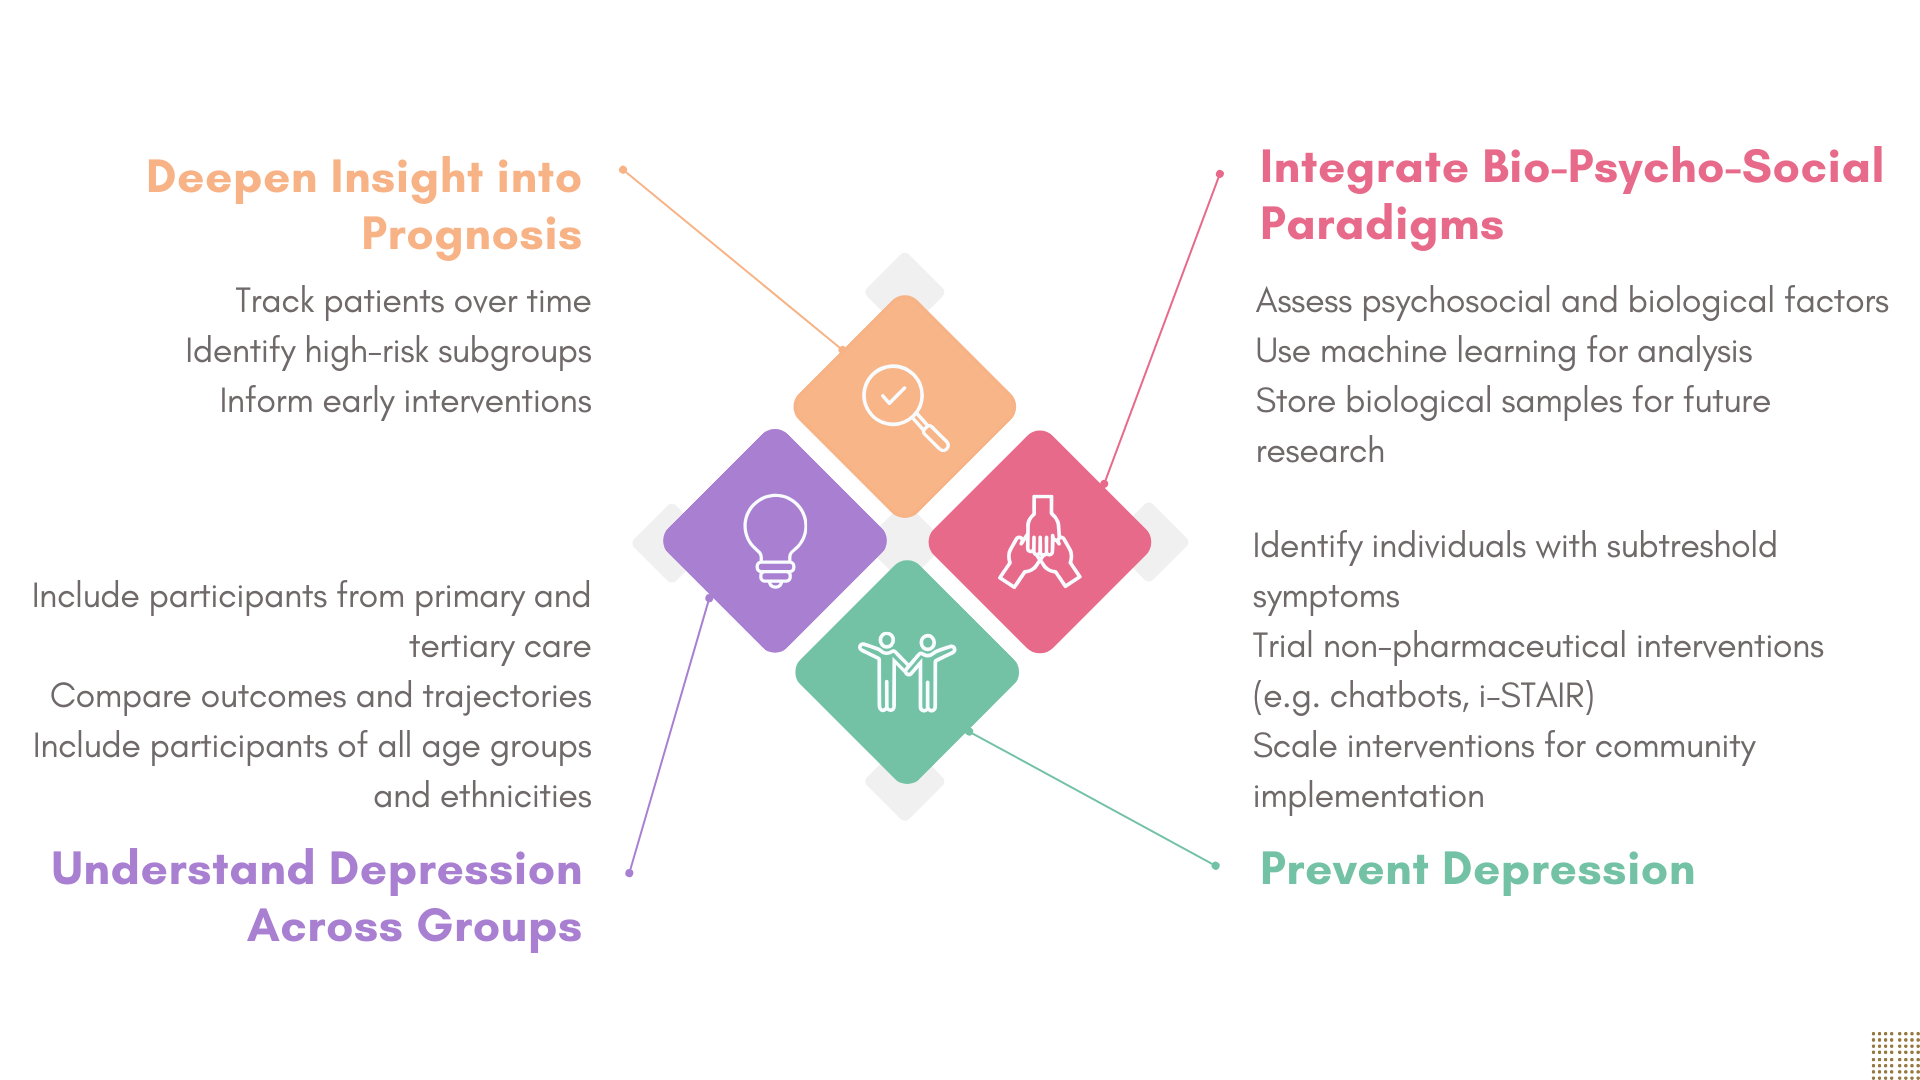 Deepen Insight into
Prognosis
Track patients over time
Identify high-risk subgroups
Inform early interventions
Integrate Bio-Psycho-Social
Paradigms
Assess psychosocial and biological factors
Use machine learning for analysis
Store biological samples for future
research
Include participants from primary and
tertiary care
Compare outcomes and trajectories
Include participants of all age groups
and ethnicities
Understand Depression
Across Groups
Identify individuals with subtreshold
symptoms
Trial non-pharmaceutical interventions
(e.g. chatbots, i-STAIR)
Scale interventions for community
implementation
Prevent Depression